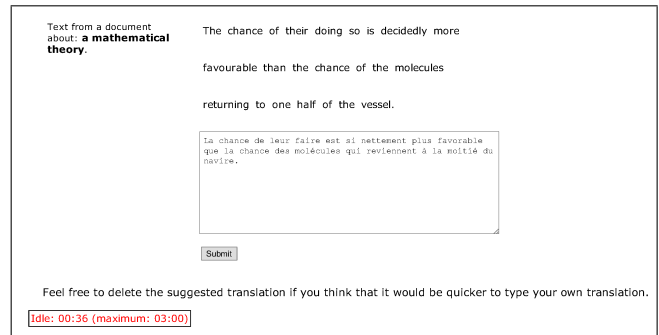 Text from a document
about: a mathematical
theory.
The chance of their doing so is decidedly more
favourable than the chance of the molecules
returning to one half of the vessel.
La chance de leur faire est si nettement plus favorable
que la chance des molécules qui reviennent à la moitié du
navire.
Submit
Feel free to delete the suggested translation if you think that it would be quicker to type your own translation.
Idle: 00:36 (maximum: 03:00)